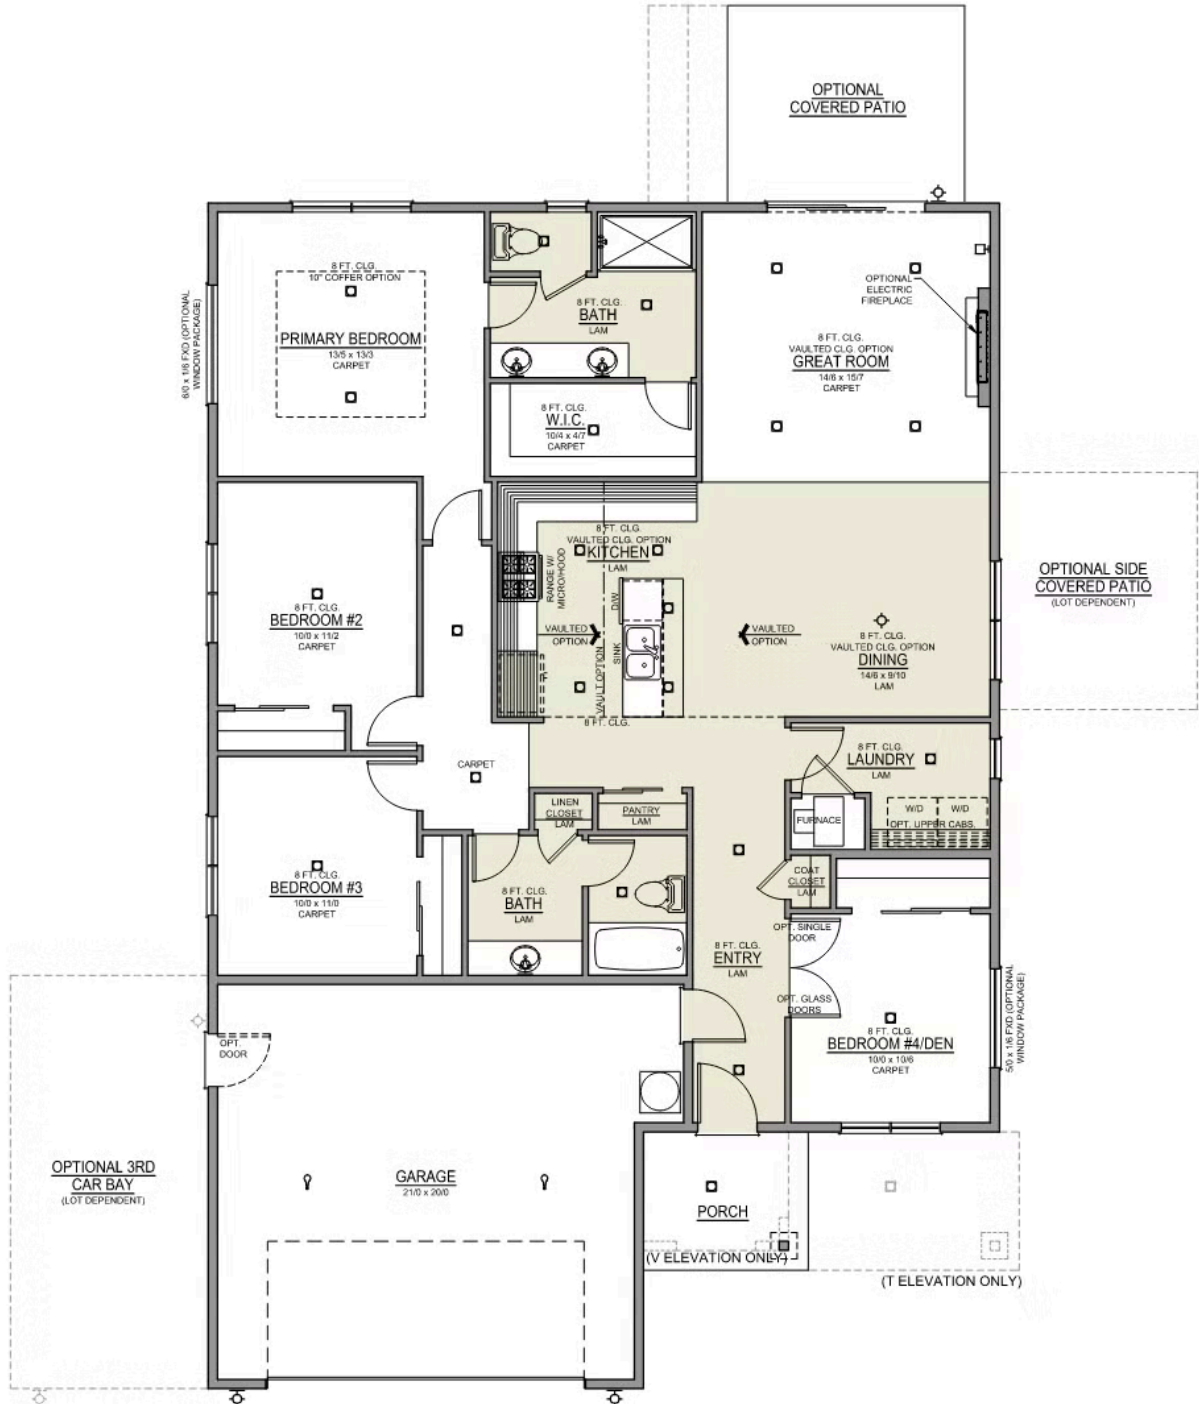 OPTIONAL
COVERED PATIO
8 FT. CLG.
10" COFFER OPTION
PRIMARY BEDROOM
13/5 x 13/3
CARPET
6/0 x 1/6 FXD (OPTIONAL
WINDOW PACKAGE)
8 FT. CLG.
BATH
LAM
8 FT. CLG.
W.I.C.
10/4 x 4/7
CARPET
OPTIONAL
ELECTRIC
FIREPLACE
8 FT. CLG.
VAULTED CLG. OPTION
GREAT ROOM
14/6 x 15/7
CARPET
8 FT. CLG.
VAULTED CLG. OPTION
KITCHEN
LAM
RANGE W/
MICRO/HOOD
D/W
SINK
VAULTED
OPTION
VAULT OPTION
VAULTED
OPTION
8 FT. CLG.
8 FT. CLG.
VAULTED CLG. OPTION
DINING
14/6 x 9/10
LAM
OPTIONAL SIDE
COVERED PATIO
(LOT DEPENDENT)
8 FT. CLG.
BEDROOM #2
10/0 x 11/2
CARPET
CARPET
8 FT. CLG.
LAUNDRY
LAM
W/D
W/D
OPT. UPPER CABS.
FURNACE
LINEN
CLOSET
LAM
PANTRY
LAM
COAT
CLOSET
LAM
8 FT. CLG.
BEDROOM #3
10/0 x 11/0
CARPET
8 FT. CLG.
BATH
LAM
8 FT. CLG.
ENTRY
LAM
OPT. SINGLE
DOOR
OPT. GLASS
DOORS
8 FT. CLG.
BEDROOM #4/DEN
10/0 x 10/6
CARPET
5/0 x 1/6 FXD (OPTIONAL
WINDOW PACKAGE)
OPT.
DOOR
OPTIONAL 3RD
CAR BAY
(LOT DEPENDENT)
GARAGE
21/0 x 20/0
PORCH
(V ELEVATION ONLY)
(T ELEVATION ONLY)